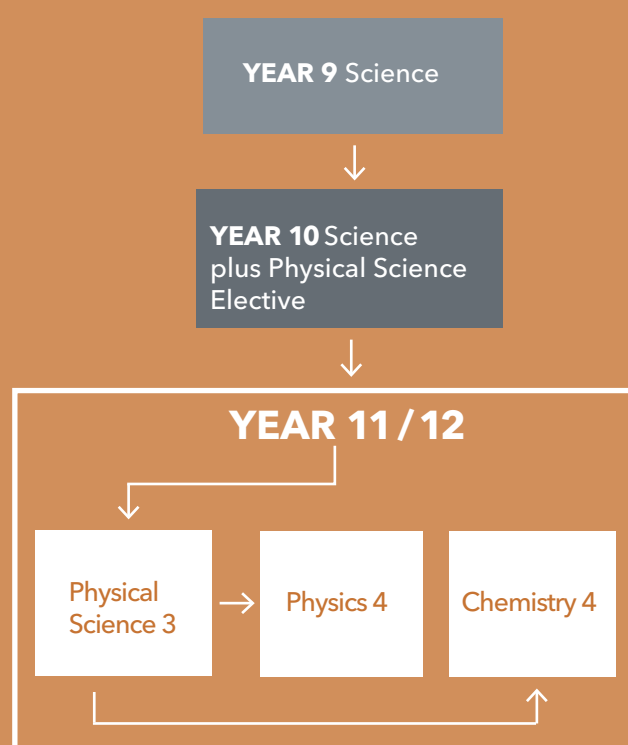 YEAR 9 Science
YEAR 10 Science
plus Physical Science
Elective
YEAR 11 / 12
Physical
Science 3
Physics 4
Chemistry 4